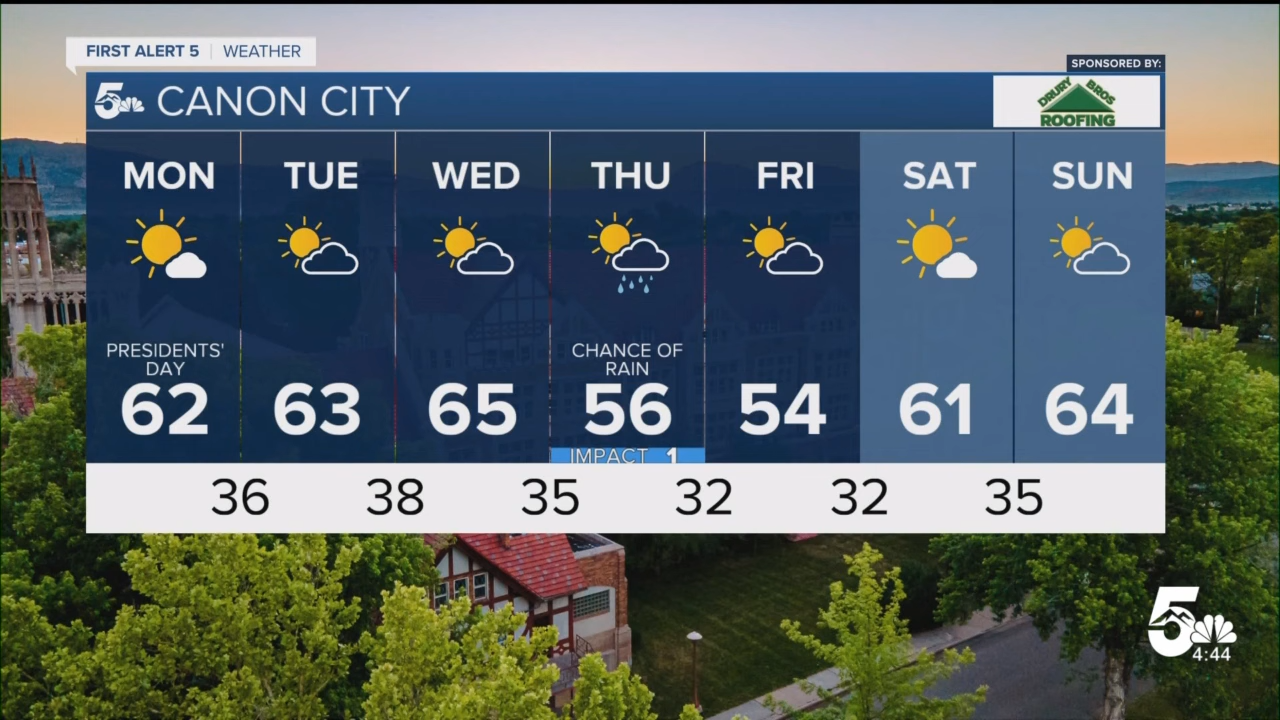 FIRST ALERT 5 | WEATHER
SPONSORED BY:
5 CANON CITY
DRURY BROS
ROOFING
MON TUE WED THU FRI SAT SUN
PRESIDENTS' DAY
CHANCE OF RAIN
62 63 65 56 54 61 64
IMPACT 1
36 38 35 32 32 35
5
4:44